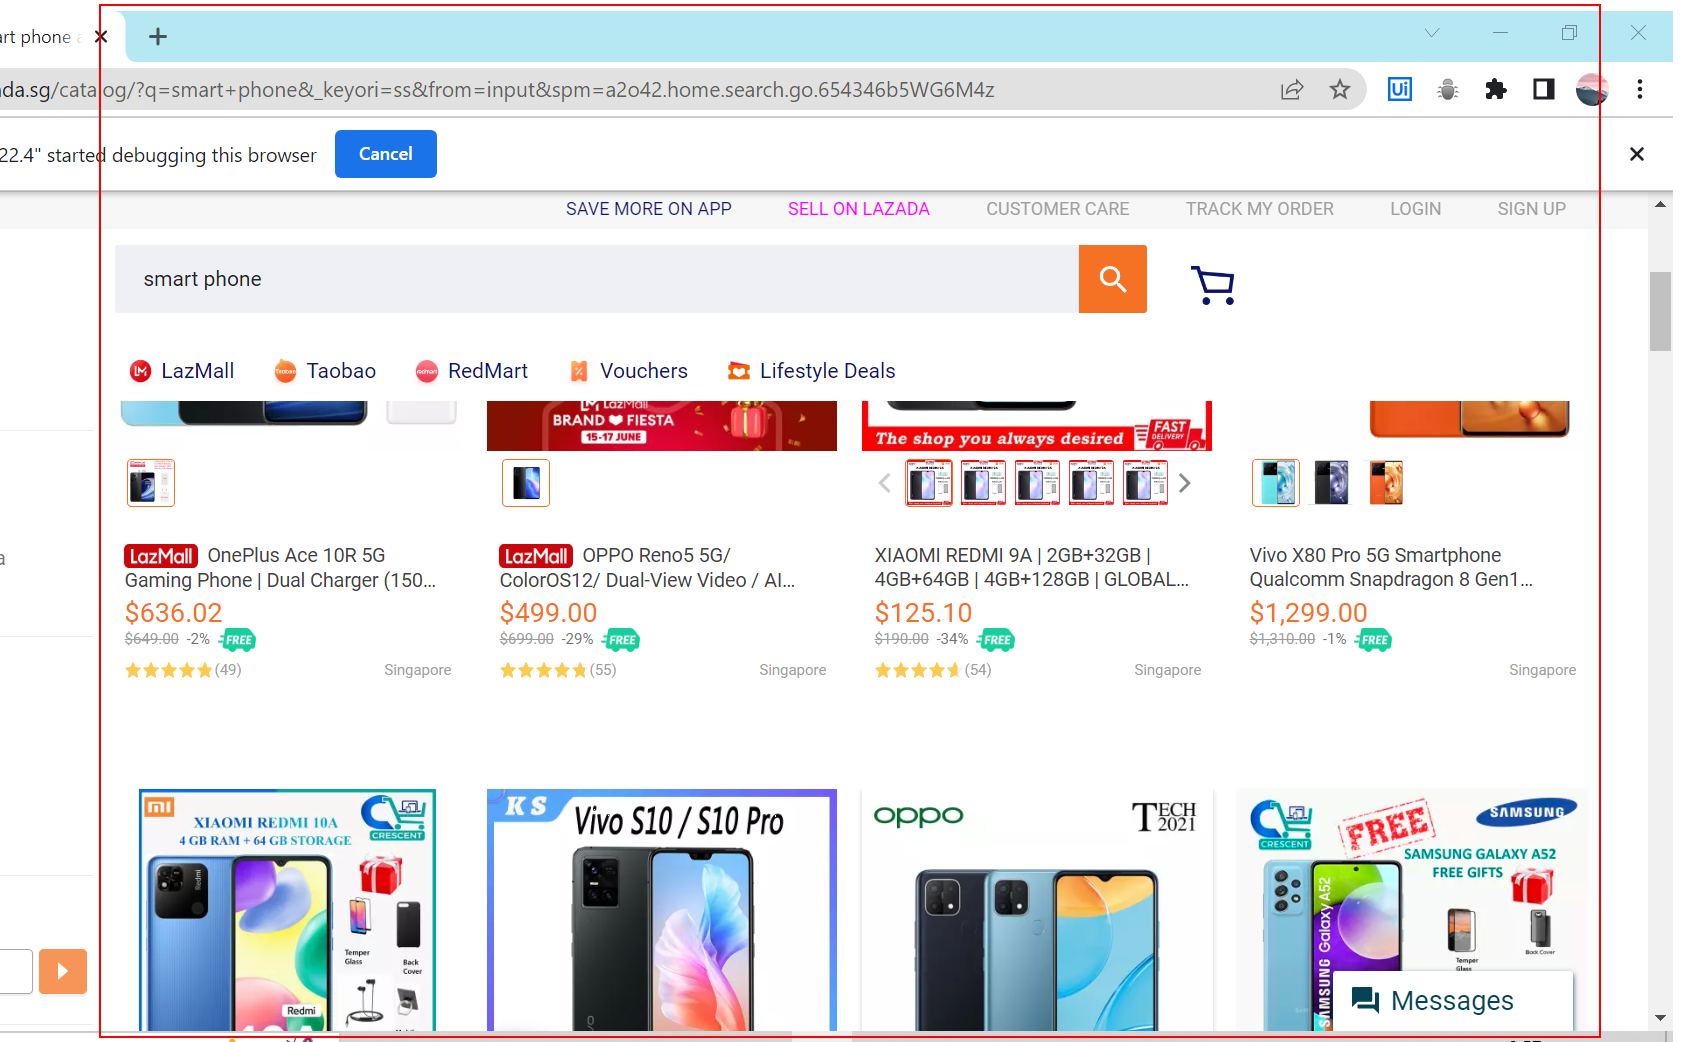 art phone a
ada.sg/catalog/?q=smart+phone&_keyori=ss&from=input&spm=a2o42.home.search.go.654346b5WG6M4z
Ui
22.4" started debugging this browser
Cancel
SAVE MORE ON APP
SELL ON LAZADA
CUSTOMER CARE
TRACK MY ORDER
LOGIN
SIGN UP
smart phone
LazMall
Taobao
RedMart
Vouchers
Lifestyle Deals
LazMall
BRAND FIESTA
15-17 JUNE
The shop you always desired
FAST
DELIVERY
LazMall OnePlus Ace 10R 5G
Gaming Phone | Dual Charger (150...
$636.02
$649.00 -2% FREE
(49) Singapore
LazMall OPPO Reno5 5G/
ColorOS12/ Dual-View Video / AI...
$499.00
$699.00 -29% FREE
(55) Singapore
XIAOMI REDMI 9A | 2GB+32GB |
4GB+64GB | 4GB+128GB | GLOBAL...
$125.10
$190.00 -34% FREE
(54) Singapore
Vivo X80 Pro 5G Smartphone
Qualcomm Snapdragon 8 Gen1...
$1,299.00
$1,310.00 -1% FREE
Singapore
a
mi
CRESCENT
XIAOMI REDMI 10A
4 GB RAM + 64 GB STORAGE
Redmi
Temper
Glass
Back
Cover
Redmi
KS
Vivo S10 / S10 Pro
oppo
TECH
2021
CRESCENT
FREE
SAMSUNG
SAMSUNG GALAXY A52
FREE GIFTS
SAMSUNG GalaxyA52
Temper
Glass
Back Cover
Messages